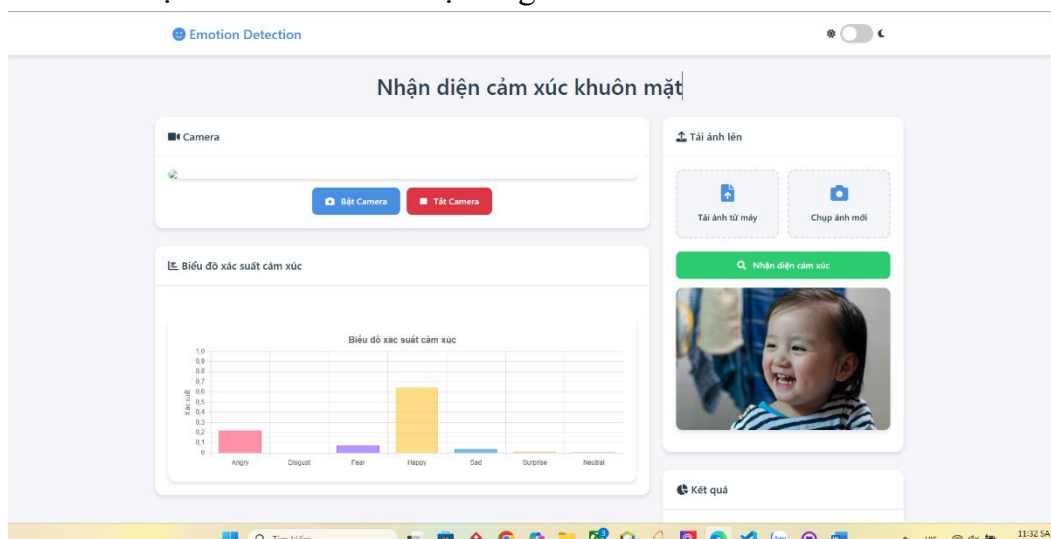 Emotion Detection
Nhận diện cảm xúc khuôn mặt
Camera
Bật Camera
Tắt Camera
Biểu đồ xác suất cảm xúc
Biểu đồ xác suất cảm xúc
Xác suất
1,0
0,9
0,8
0,7
0,6
0,5
0,4
0,3
0,2
0,1
0
Angry Disgust Fear Happy Sad Surprise Neutral
Tải ảnh lên
Tải ảnh từ máy
Chụp ảnh mới
Nhận diện cảm xúc
Kết quả
11:32 SA